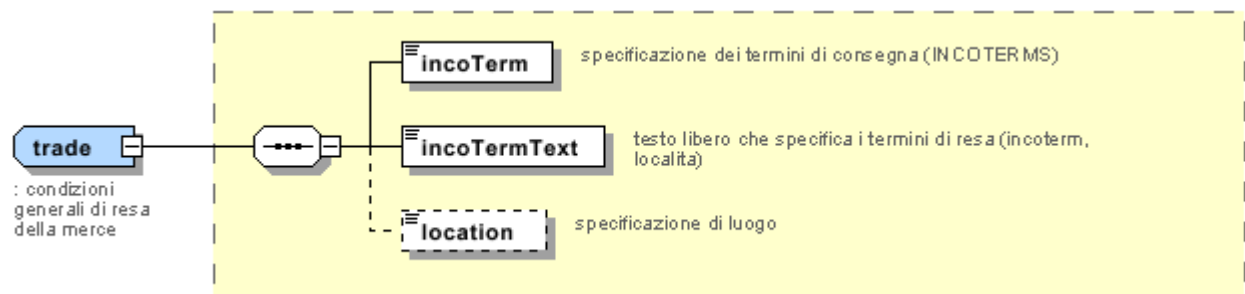 incoTerm
specificazione dei termini di consegna (INCOTERMS)
trade
: condizioni
generali di resa
della merce
incoTermText
testo libero che specifica i termini di resa (incoterm,
localita)
location
specificazione di luogo